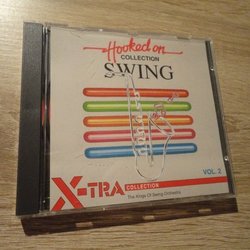 Hooked on
COLLECTION
SWING
X-TRA COLLECTION VOL. 2
The Kings Of Swing Orchestra